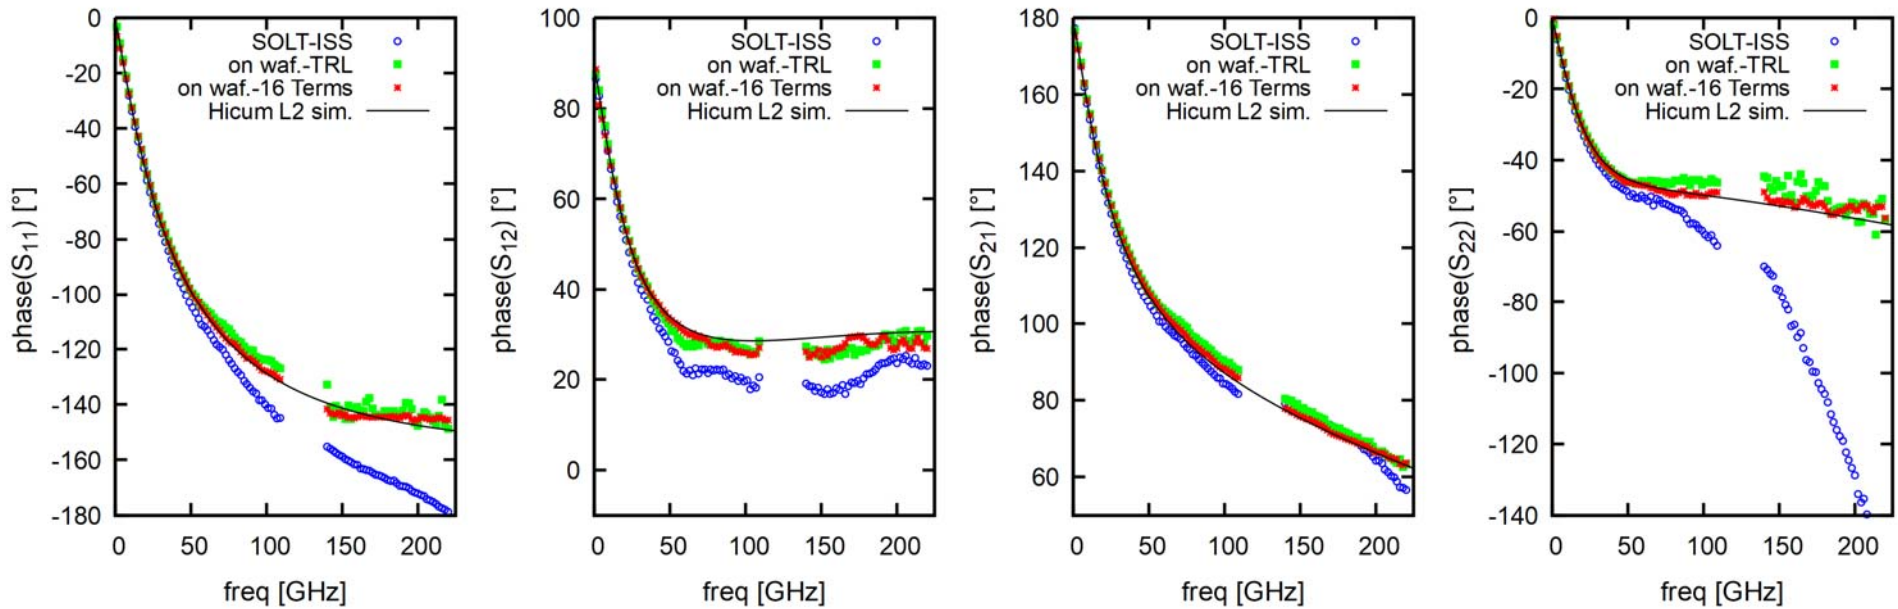 phase(S11) [°]
0
-20
-40
-60
-80
-100
-120
-140
-160
-180
SOLT-ISS
on waf.-TRL
on waf.-16 Terms
Hicum L2 sim.
0 50 100 150 200
freq [GHz]
phase(S12) [°]
100
80
60
40
20
0
SOLT-ISS
on waf.-TRL
on waf.-16 Terms
Hicum L2 sim.
0 50 100 150 200
freq [GHz]
phase(S21) [°]
180
160
140
120
100
80
60
SOLT-ISS
on waf.-TRL
on waf.-16 Terms
Hicum L2 sim.
0 50 100 150 200
freq [GHz]
phase(S22) [°]
0
-20
-40
-60
-80
-100
-120
-140
SOLT-ISS
on waf.-TRL
on waf.-16 Terms
Hicum L2 sim.
0 50 100 150 200
freq [GHz]